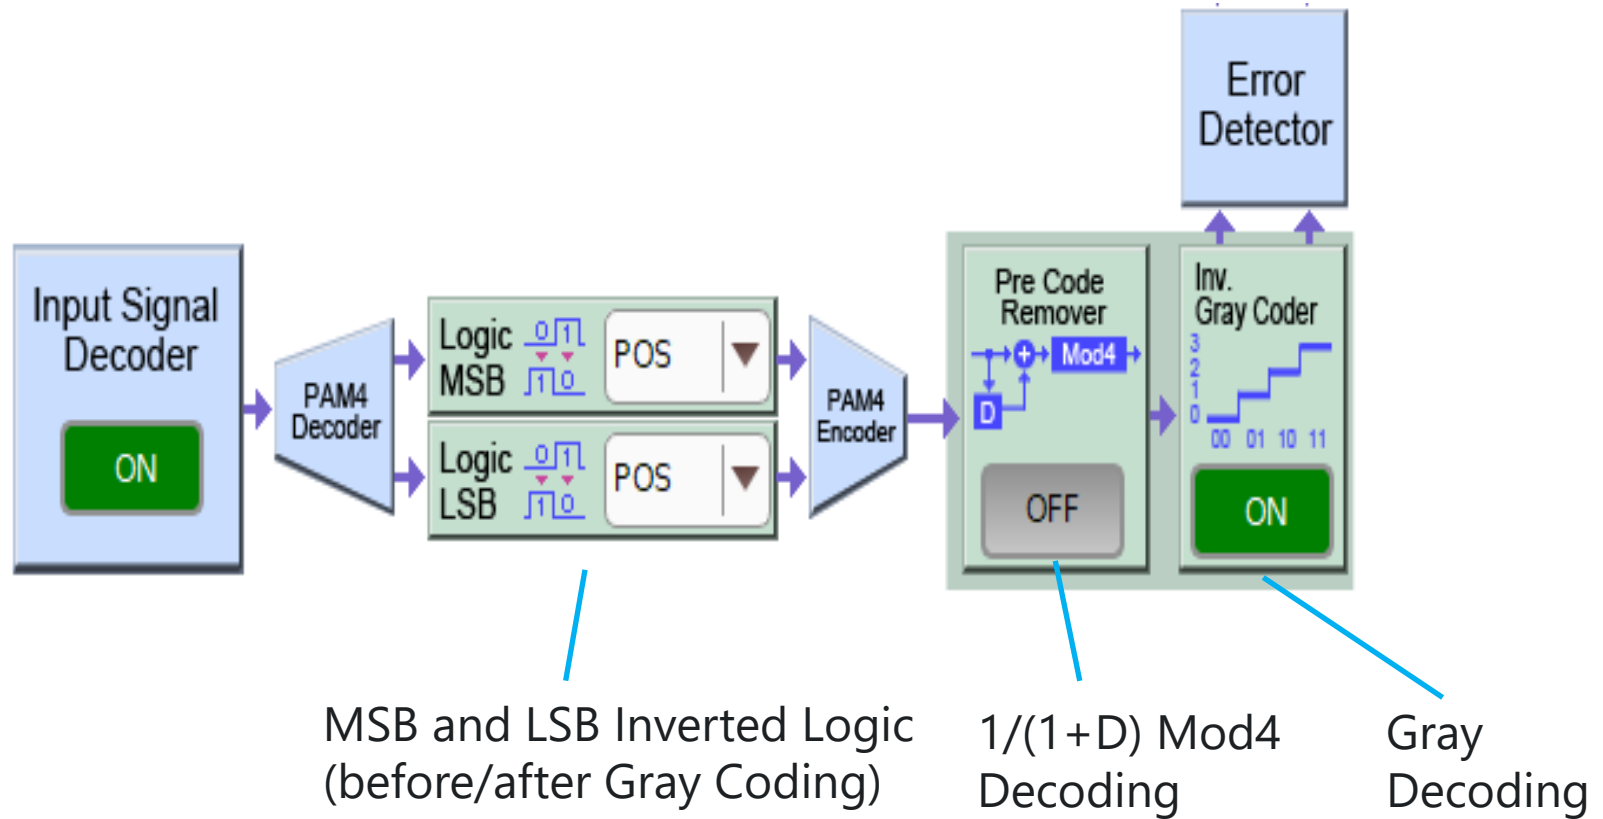 Error
Detector
Input Signal
Decoder
ON
PAM4
Decoder
Logic
MSB
0 1
1 0
POS
Logic
LSB
0 1
1 0
POS
PAM4
Encoder
Pre Code
Remover
+
Mod4
D
OFF
Inv.
Gray Coder
3
2
1
0
00 01 10 11
ON
MSB and LSB Inverted Logic
(before/after Gray Coding)
1/(1+D) Mod4
Decoding
Gray
Decoding